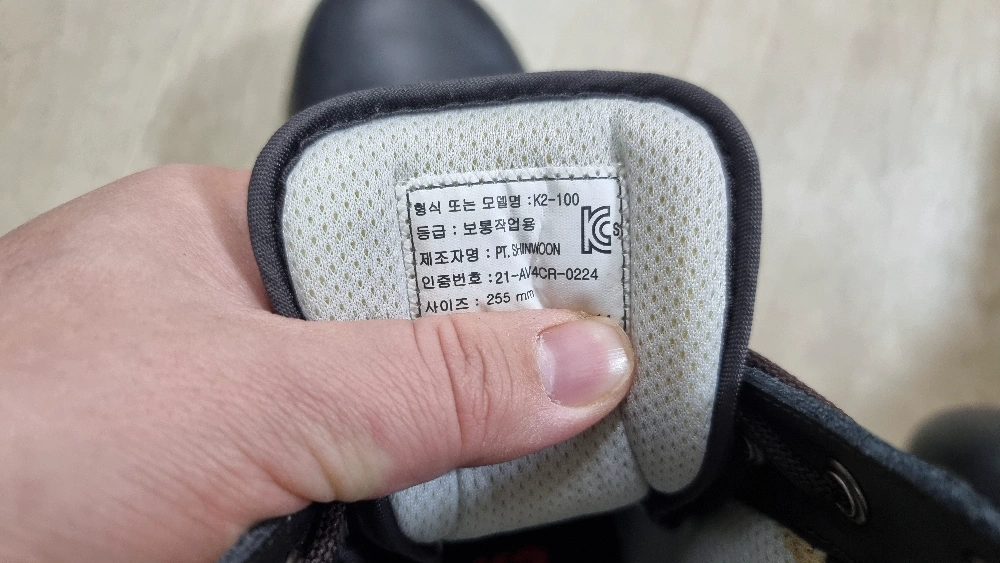 형식 또는 모델명 :K2-100
등급 : 보통작업용
제조자명 : PT. SHINWOON
인증번호 :21-AV4CR-0224
사이즈 : 255 mm
KCs